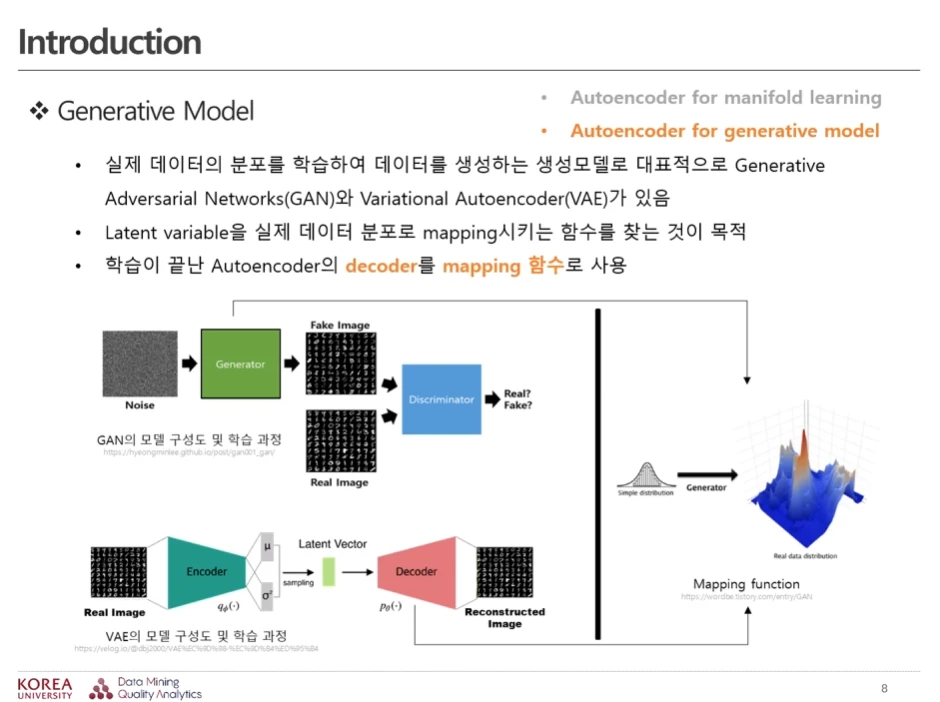 Introduction
❖ Generative Model
• Autoencoder for manifold learning
• Autoencoder for generative model
• 실제 데이터의 분포를 학습하여 데이터를 생성하는 생성모델로 대표적으로 Generative
Adversarial Networks(GAN)와 Variational Autoencoder(VAE)가 있음
• Latent variable을 실제 데이터 분포로 mapping시키는 함수를 찾는 것이 목적
• 학습이 끝난 Autoencoder의 decoder를 mapping 함수로 사용
Fake Image
Generator
Noise
Discriminator
Real?
Fake?
GAN의 모델 구성도 및 학습 과정
https://hyeongminlee.github.io/post/gan001_gan/
Real Image
Simple distribution
Generator
Real data distribution
Mapping function
https://wordbe.tistory.com/entry/GAN
Latent Vector
μ
Encoder
sampling
Decoder
σ²
qϕ(·)
pθ(·)
Real Image
Reconstructed
Image
VAE의 모델 구성도 및 학습 과정
KOREA
UNIVERSITY
Data Mining
Quality Analytics
8